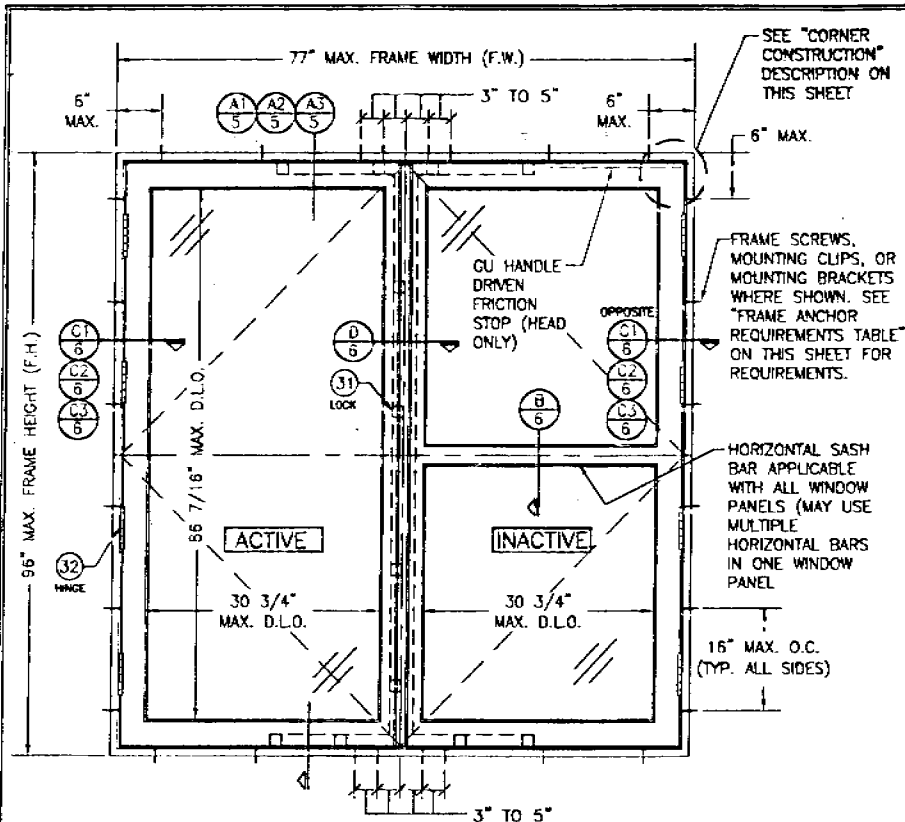 SEE "CORNER
CONSTRUCTION"
DESCRIPTION ON
THIS SHEET
77" MAX. FRAME WIDTH (F.W.)
6"
MAX.
A1
5
A2
5
A3
5
3" TO 5"
6"
MAX.
6" MAX.
FRAME SCREWS,
MOUNTING CLIPS, OR
MOUNTING BRACKETS
WHERE SHOWN. SEE
"FRAME ANCHOR
REQUIREMENTS TABLE"
ON THIS SHEET FOR
REQUIREMENTS.
GU HANDLE
DRIVEN
FRICTION
STOP (HEAD
ONLY)
OPPOSITE
C1
6
C2
6
C3
6
D
6
31
LOCK
C1
6
C2
6
C3
6
B
6
96" MAX. FRAME HEIGHT (F.H.)
86 7/16" MAX. D.L.O.
HORIZONTAL SASH
BAR APPLICABLE
WITH ALL WINDOW
PANELS (MAY USE
MULTIPLE
HORIZONTAL BARS
IN ONE WINDOW
PANEL
ACTIVE
INACTIVE
32
HINGE
30 3/4"
MAX. D.L.O.
30 3/4"
MAX. D.L.O.
16" MAX. O.C.
(TYP. ALL SIDES)
3" TO 5"